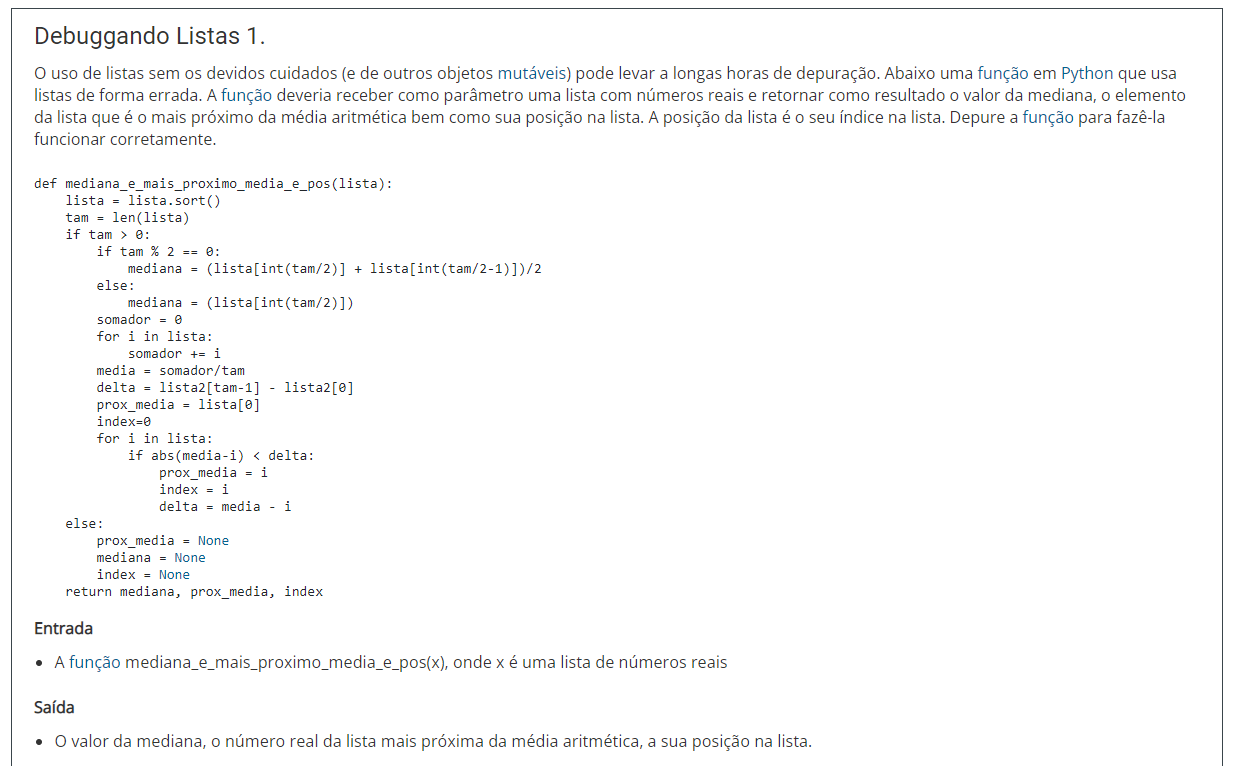 Debuggando Listas 1.
O uso de listas sem os devidos cuidados (e de outros objetos mutáveis) pode levar a longas horas de depuração. Abaixo uma função em Python que usa
listas de forma errada. A função deveria receber como parâmetro uma lista com números reais e retornar como resultado o valor da mediana, o elemento
da lista que é o mais próximo da média aritmética bem como sua posição na lista. A posição da lista é o seu índice na lista. Depure a função para fazê-la
funcionar corretamente.
def mediana_e_mais_proximo_media_e_pos(lista):
    lista = lista.sort()
    tam = len(lista)
    if tam > 0:
        if tam % 2 == 0:
            mediana = (lista[int(tam/2)] + lista[int(tam/2-1)])/2
        else:
            mediana = (lista[int(tam/2)])
        somador = 0
        for i in lista:
            somador += i
        media = somador/tam
        delta = lista2[tam-1] - lista2[0]
        prox_media = lista[0]
        index=0
        for i in lista:
            if abs(media-i) < delta:
                prox_media = i
                index = i
                delta = media - i
    else:
        prox_media = None
        mediana = None
        index = None
    return mediana, prox_media, index
Entrada
• A função mediana_e_mais_proximo_media_e_pos(x), onde x é uma lista de números reais
Saída
• O valor da mediana, o número real da lista mais próxima da média aritmética, a sua posição na lista.